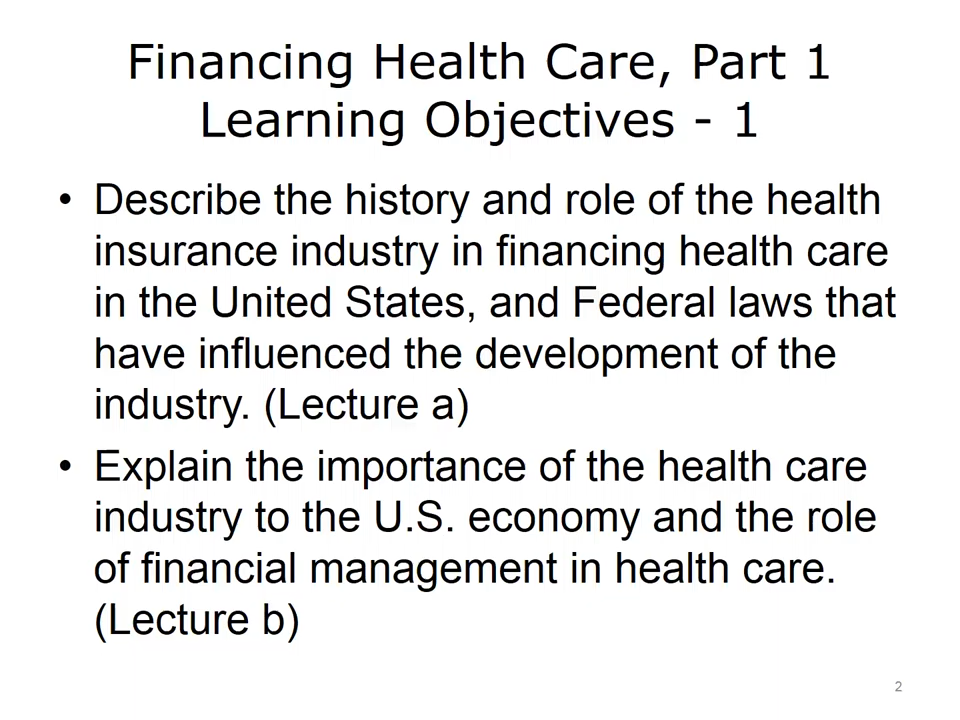 Financing Health Care, Part 1
Learning Objectives - 1
• Describe the history and role of the health
insurance industry in financing health care
in the United States, and Federal laws that
have influenced the development of the
industry. (Lecture a)
• Explain the importance of the health care
industry to the U.S. economy and the role
of financial management in health care.
(Lecture b)
2